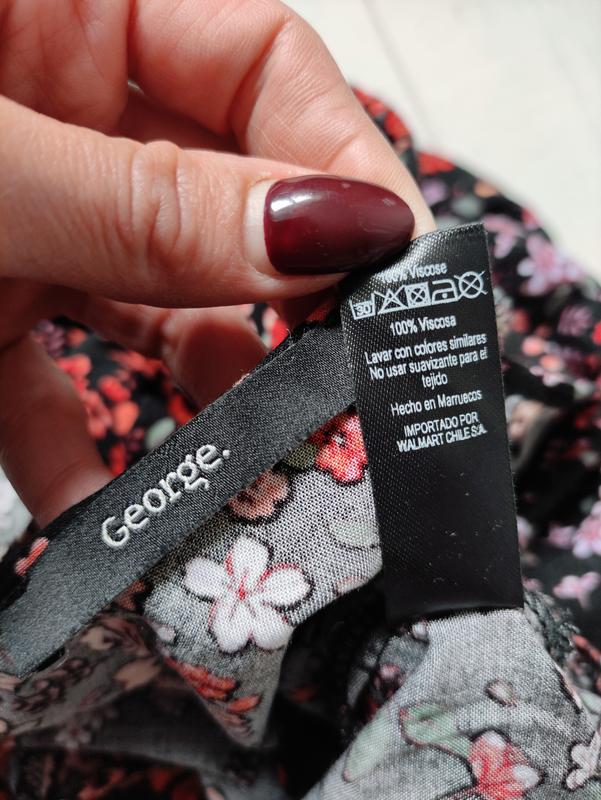 100% Viscose
30
100% Viscosa
Lavar con colores similares
No usar suavizante para el
tejido
Hecho en Marruecos
IMPORTADO POR
WALMART CHILE S.A.
George.